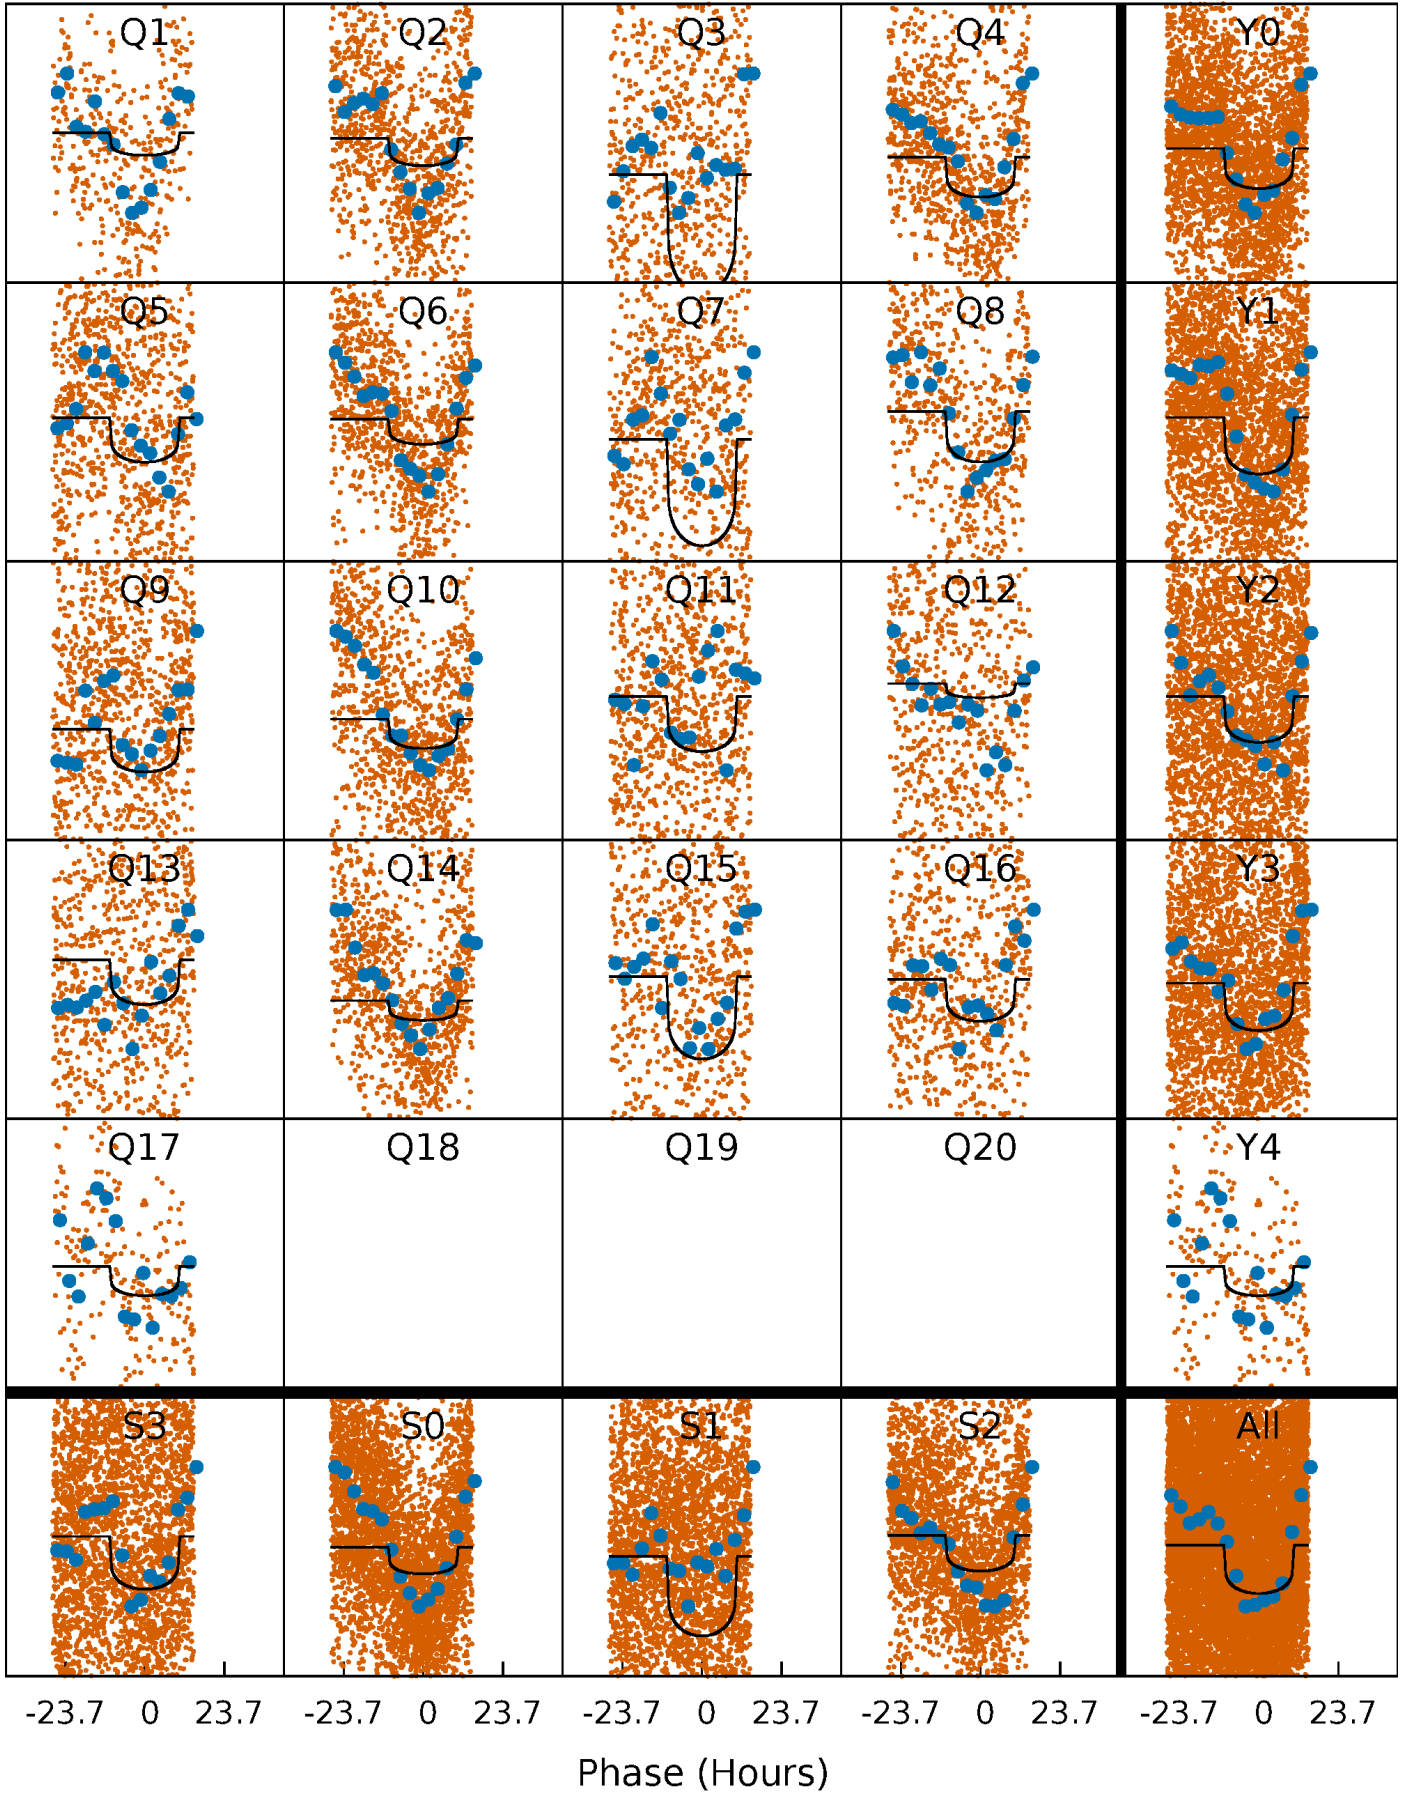 Q1 Q2 Q3 Q4 Y0
Q5 Q6 Q7 Q8 Y1
Q9 Q10 Q11 Q12 Y2
Q13 Q14 Q15 Q16 Y3
Q17 Q18 Q19 Q20 Y4
S3 S0 S1 S2 All
-23.7 0 23.7 -23.7 0 23.7 -23.7 0 23.7 -23.7 0 23.7 -23.7 0 23.7
Phase (Hours)